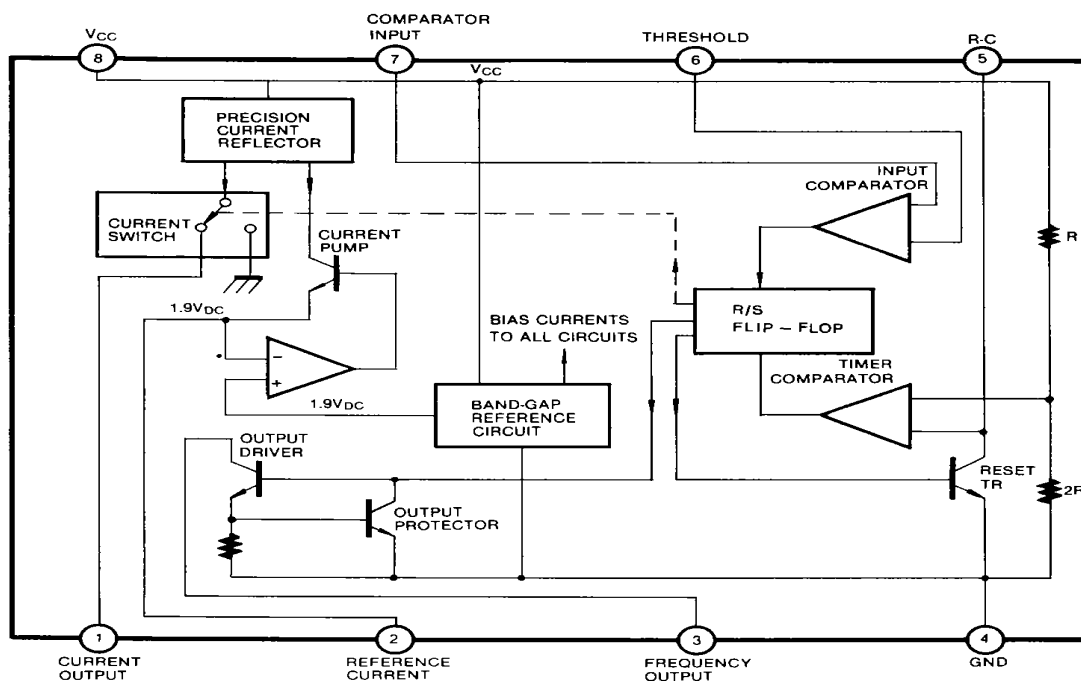 VCC
8
COMPARATOR
INPUT
7
THRESHOLD
6
R-C
5
VCC
PRECISION
CURRENT
REFLECTOR
INPUT
COMPARATOR
CURRENT
SWITCH
CURRENT
PUMP
R
1.9VDC
BIAS CURRENTS
TO ALL CIRCUITS
R/S
FLIP – FLOP
TIMER
COMPARATOR
−
+
1.9VDC
BAND-GAP
REFERENCE
CIRCUIT
OUTPUT
DRIVER
RESET
TR
2R
OUTPUT
PROTECTOR
1
CURRENT
OUTPUT
2
REFERENCE
CURRENT
3
FREQUENCY
OUTPUT
4
GND